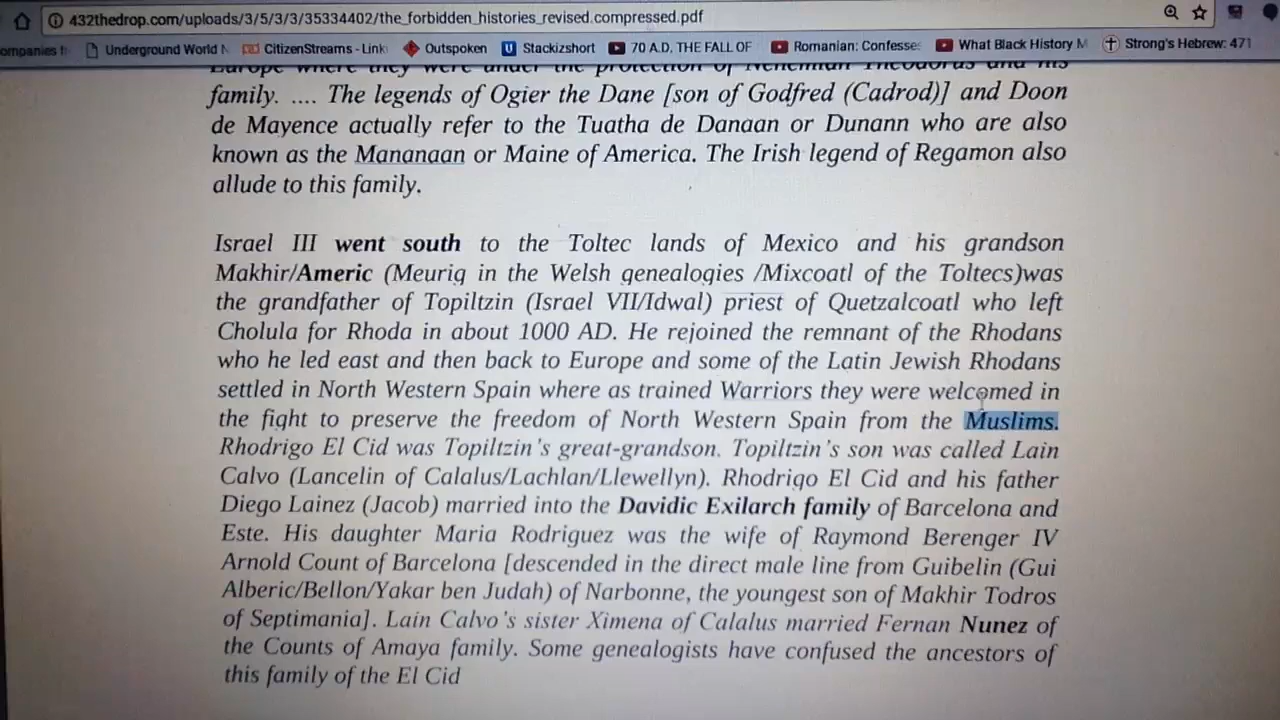 432thedrop.com/uploads/3/5/3/3/35334402/the_forbidden_histories_revised.compressed.pdf
ompanies Underground World N CitizenStreams - Link Outspoken Stackizshort 70 A.D. THE FALL OF Romanian: Confesse: What Black History M Strong's Hebrew: 471
Europe where they were under the protection of Nehemiah Theodorus and his
family. .... The legends of Ogier the Dane [son of Godfred (Cadrod)] and Doon
de Mayence actually refer to the Tuatha de Danaan or Dunann who are also
known as the Mananaan or Maine of America. The Irish legend of Regamon also
allude to this family.
Israel III went south to the Toltec lands of Mexico and his grandson
Makhir/Americ (Meurig in the Welsh genealogies /Mixcoatl of the Toltecs)was
the grandfather of Topiltzin (Israel VII/Idwal) priest of Quetzalcoatl who left
Cholula for Rhoda in about 1000 AD. He rejoined the remnant of the Rhodans
who he led east and then back to Europe and some of the Latin Jewish Rhodans
settled in North Western Spain where as trained Warriors they were welcomed in
the fight to preserve the freedom of North Western Spain from the Muslims.
Rhodrigo El Cid was Topiltzin's great-grandson. Topiltzin's son was called Lain
Calvo (Lancelin of Calalus/Lachlan/Llewellyn). Rhodrigo El Cid and his father
Diego Lainez (Jacob) married into the Davidic Exilarch family of Barcelona and
Este. His daughter Maria Rodriguez was the wife of Raymond Berenger IV
Arnold Count of Barcelona [descended in the direct male line from Guibelin (Gui
Alberic/Bellon/Yakar ben Judah) of Narbonne, the youngest son of Makhir Todros
of Septimania]. Lain Calvo's sister Ximena of Calalus married Fernan Nunez of
the Counts of Amaya family. Some genealogists have confused the ancestors of
this family of the El Cid